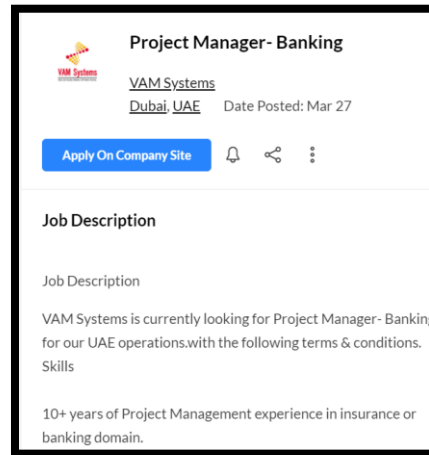 Project Manager- Banking
VAM Systems
VAM Systems
Dubai, UAE Date Posted: Mar 27
Apply On Company Site
Job Description
Job Description
VAM Systems is currently looking for Project Manager- Banking
for our UAE operations.with the following terms & conditions.
Skills
10+ years of Project Management experience in insurance or
banking domain.